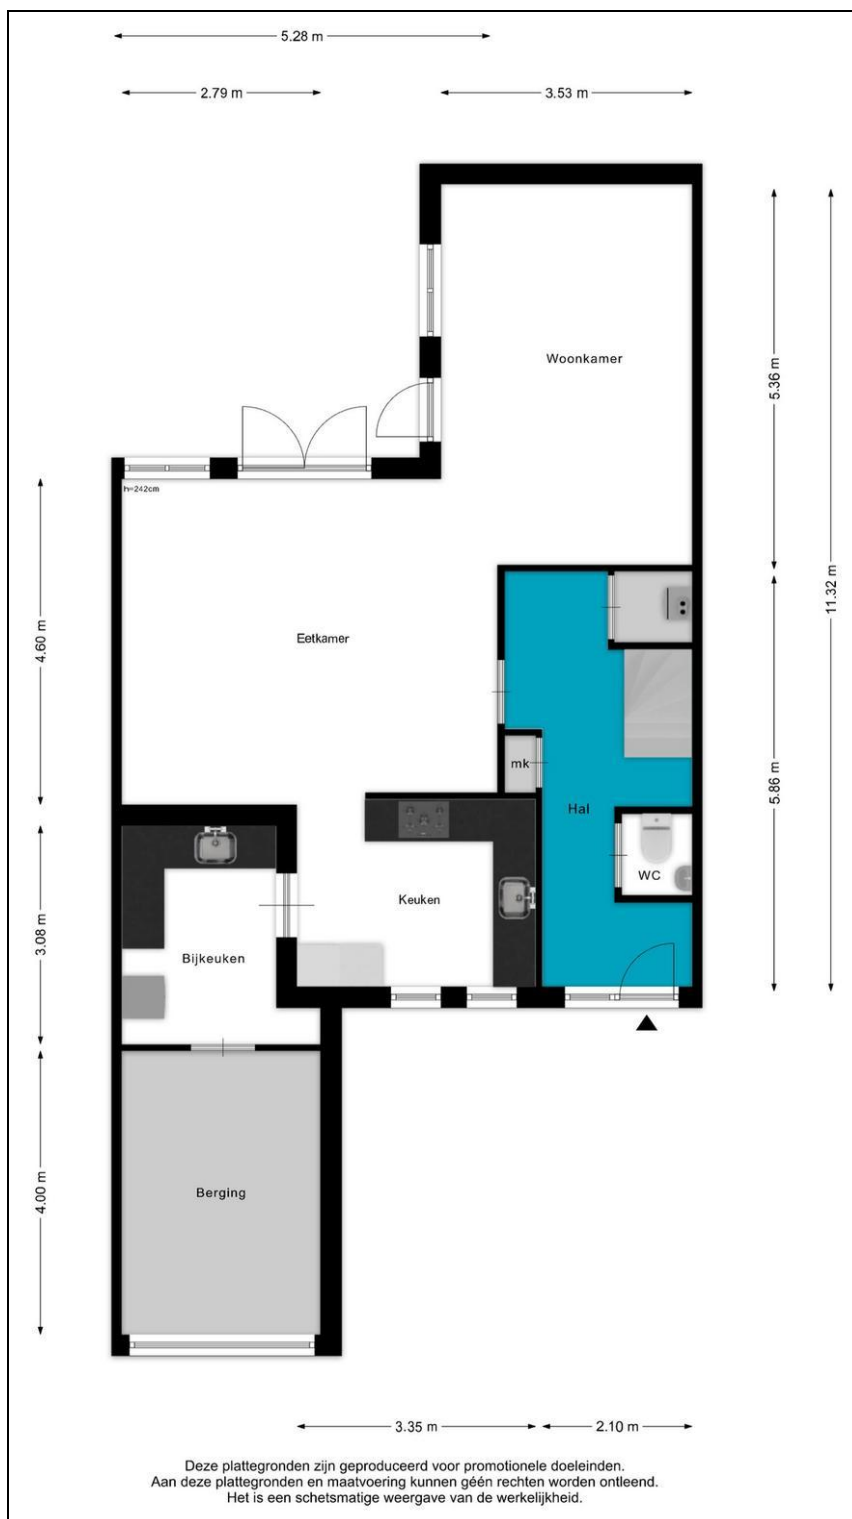 5.28 m
2.79 m
3.53 m
Woonkamer
5.36 m
11.32 m
h=242cm
4.60 m
Eetkamer
mk
5.86 m
Hal
WC
Keuken
3.08 m
Bijkeuken
4.00 m
Berging
3.35 m
2.10 m
Deze plattegronden zijn geproduceerd voor promotionele doeleinden.
Aan deze plattegronden en maatvoering kunnen géén rechten worden ontleend.
Het is een schetsmatige weergave van de werkelijkheid.